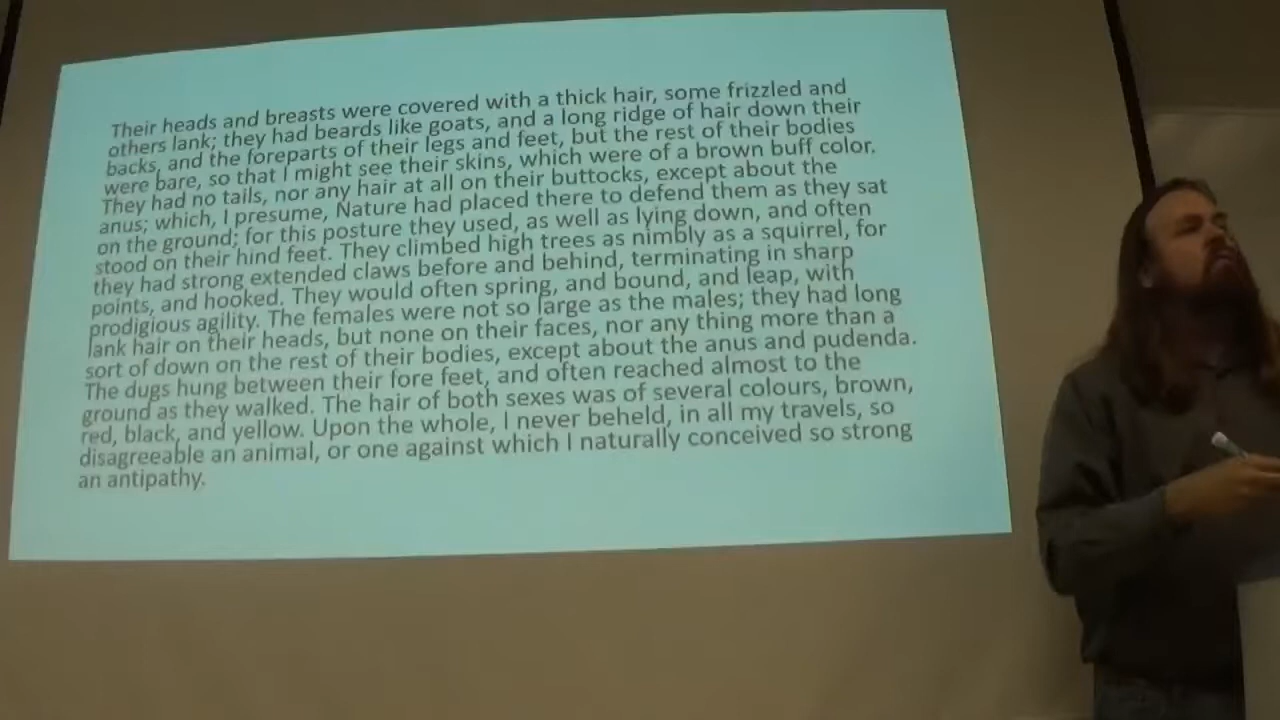 Their heads and breasts were covered with a thick hair, some frizzled and
others lank; they had beards like goats, and a long ridge of hair down their
backs, and the foreparts of their legs and feet, but the rest of their bodies
were bare, so that I might see their skins, which were of a brown buff color.
They had no tails, nor any hair at all on their buttocks, except about the
anus; which, I presume, Nature had placed there to defend them as they sat
on the ground; for this posture they used, as well as lying down, and often
stood on their hind feet. They climbed high trees as nimbly as a squirrel, for
they had strong extended claws before and behind, terminating in sharp
points, and hooked. They would often spring, and bound, and leap, with
prodigious agility. The females were not so large as the males; they had long
lank hair on their heads, but none on their faces, nor any thing more than a
sort of down on the rest of their bodies, except about the anus and pudenda.
The dugs hung between their fore feet, and often reached almost to the
ground as they walked. The hair of both sexes was of several colours, brown,
red, black, and yellow. Upon the whole, I never beheld, in all my travels, so
disagreeable an animal, or one against which I naturally conceived so strong
an antipathy.